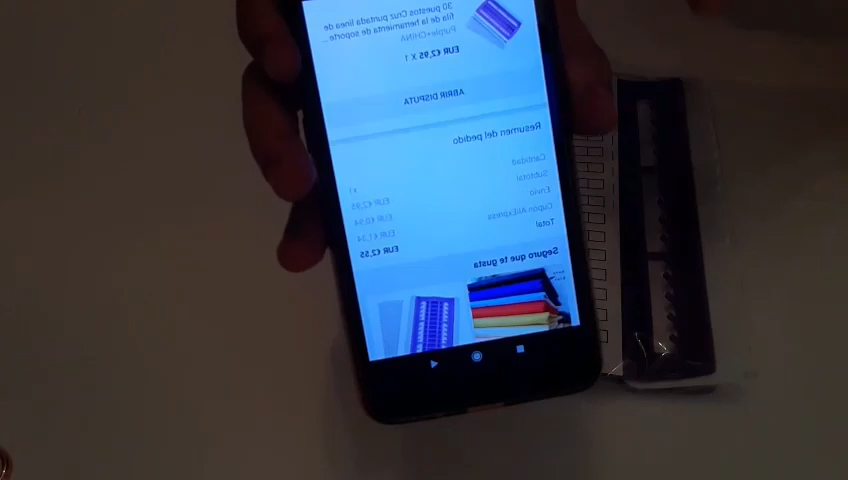 30 puestos Cruz puntada línea de
fila de la herramienta de soporte...
Purple+CHINA
EUR €2,95 X 1
ABRIR DISPUTA
Resumen del pedido
Cantidad x1
Subtotal EUR €2,95
Envío EUR €0,94
Cupón AliExpress EUR €1,34
Total EUR €2,55
Seguro que te gusta